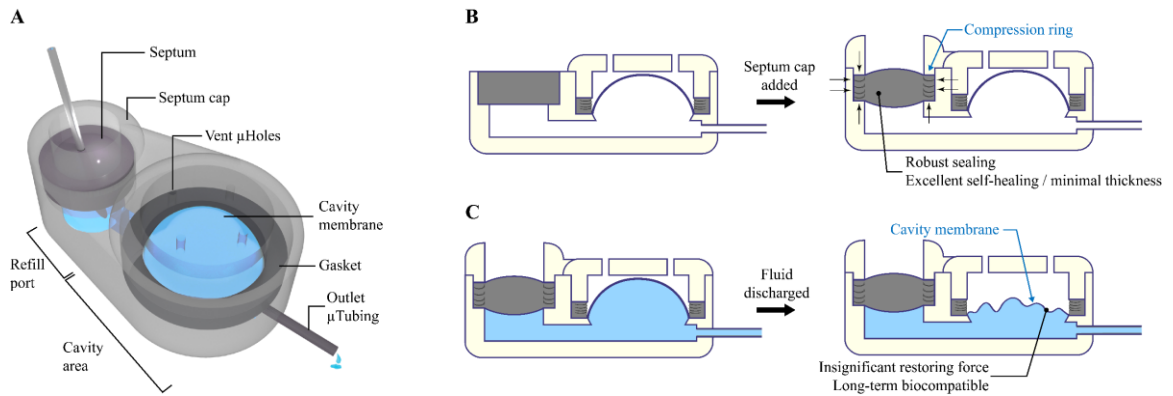 A
Septum
Septum cap
Vent μHoles
Cavity
membrane
Gasket
Refill
port
Outlet
μTubing
Cavity
area
B
Septum cap
added
Compression ring
Robust sealing
Excellent self-healing / minimal thickness
C
Fluid
discharged
Cavity membrane
Insignificant restoring force
Long-term biocompatible